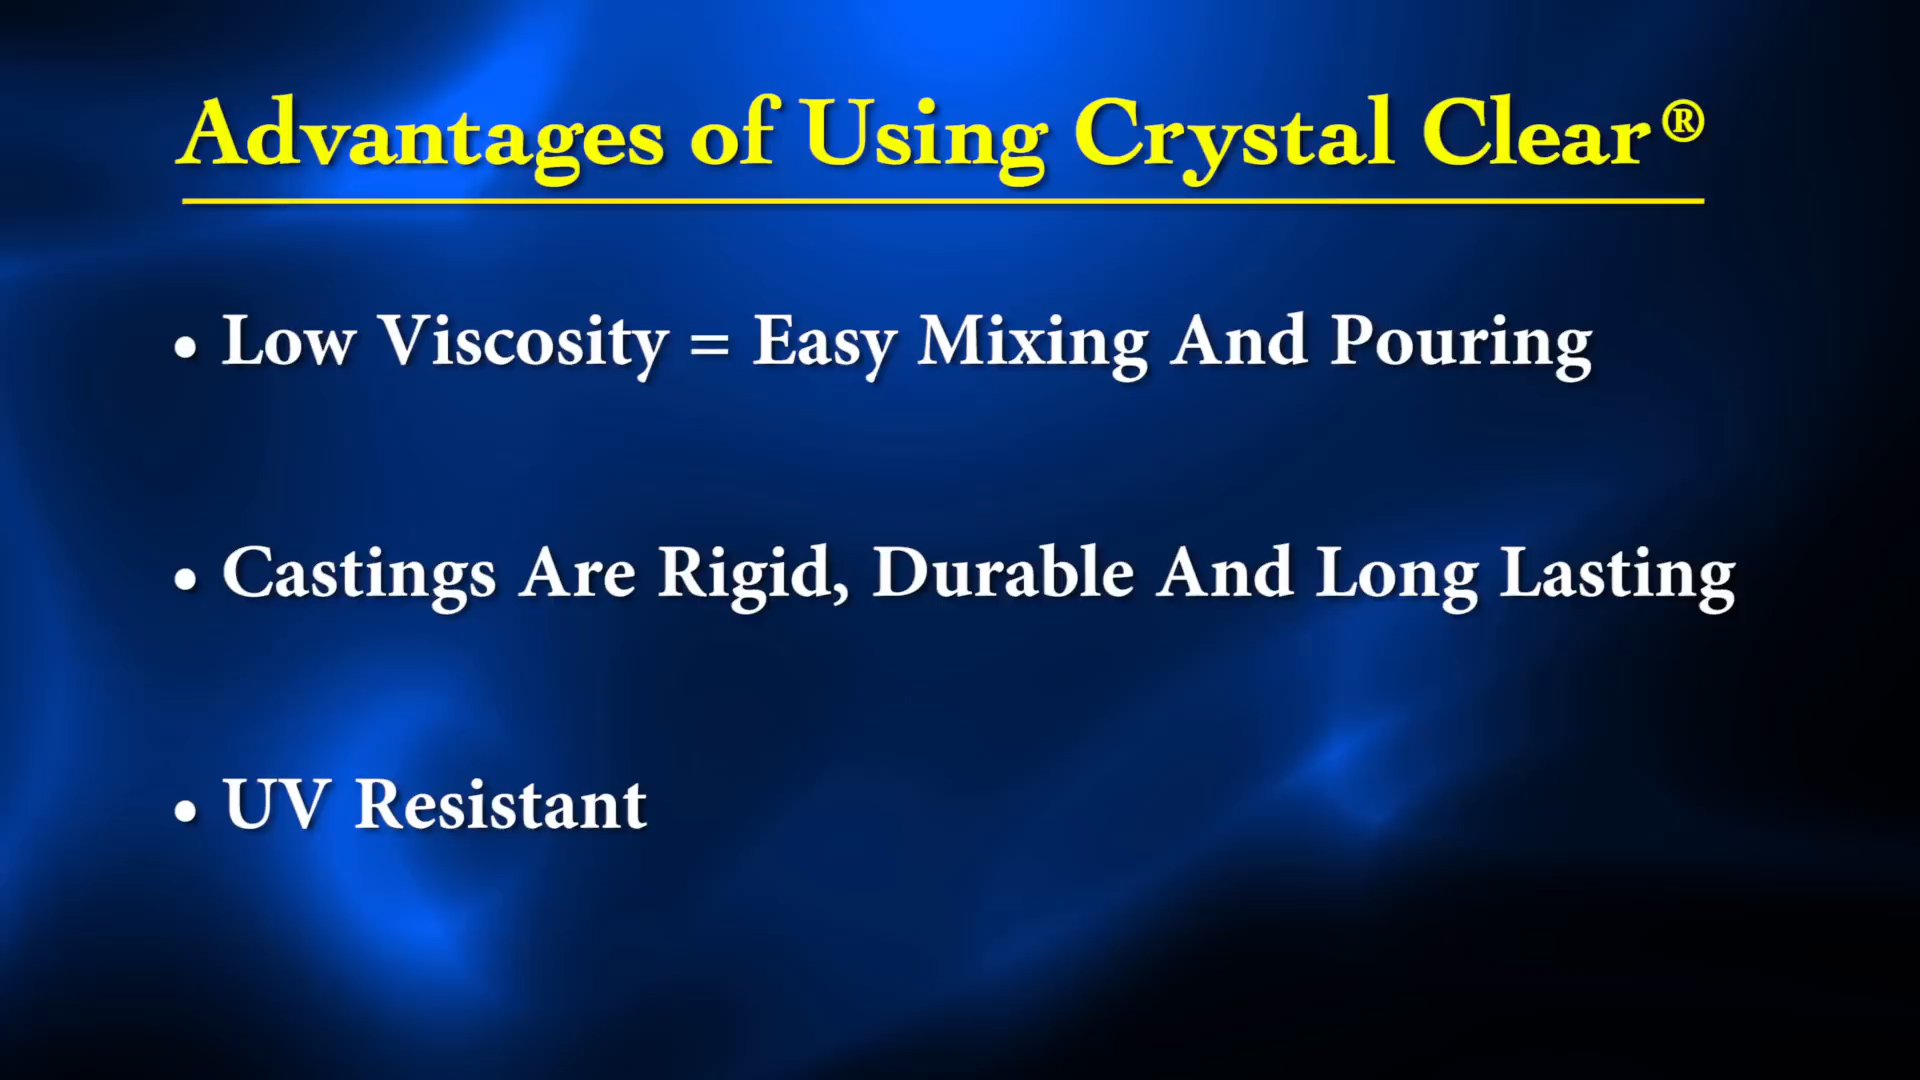 Advantages of Using Crystal Clear®
• Low Viscosity = Easy Mixing And Pouring
• Castings Are Rigid, Durable And Long Lasting
• UV Resistant